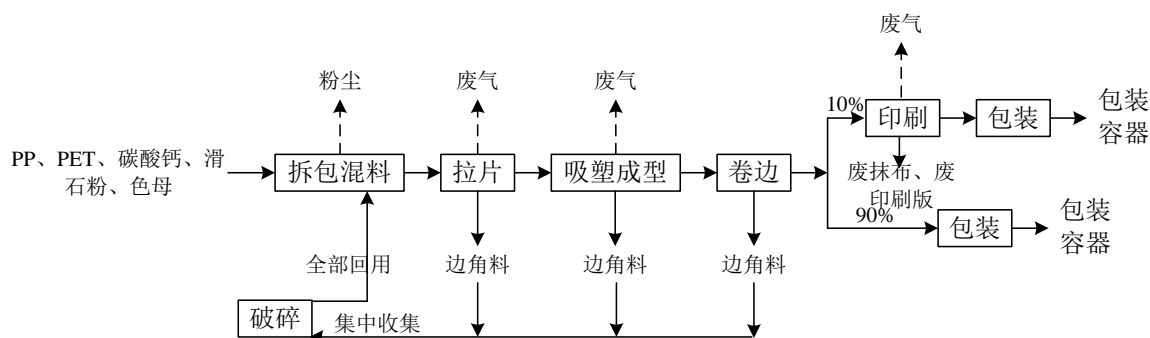 废气
粉尘
废气
废气
10%
印刷
包装
包装
容器
PP、PET、碳酸钙、滑
石粉、色母
拆包混料
拉片
吸塑成型
卷边
废抹布、废
印刷版
90%
包装
包装
容器
全部回用
边角料
边角料
边角料
破碎
集中收集